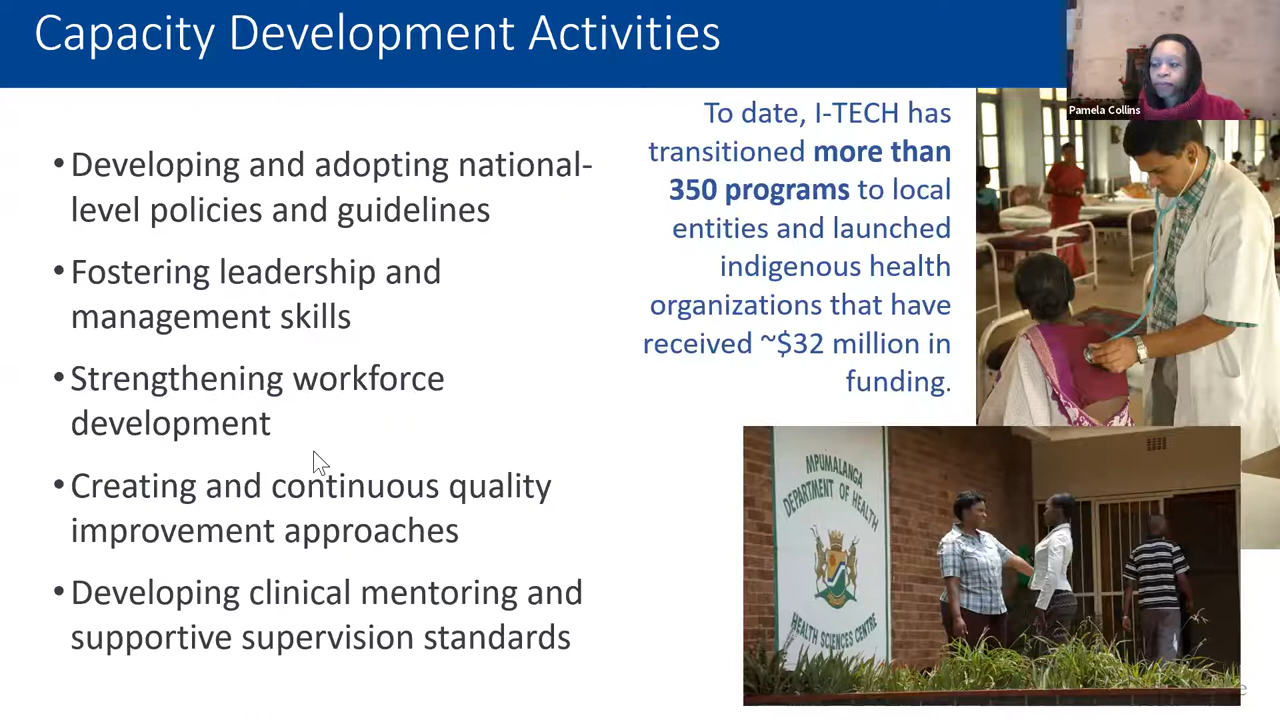 Capacity Development Activities
Pamela Collins
• Developing and adopting national-
level policies and guidelines
• Fostering leadership and
management skills
• Strengthening workforce
development
• Creating and continuous quality
improvement approaches
• Developing clinical mentoring and
supportive supervision standards
To date, I-TECH has
transitioned more than
350 programs to local
entities and launched
indigenous health
organizations that have
received ~$32 million in
funding.
MPUMALANGA
DEPARTMENT OF HEALTH
HEALTH SCIENCES CENTRE